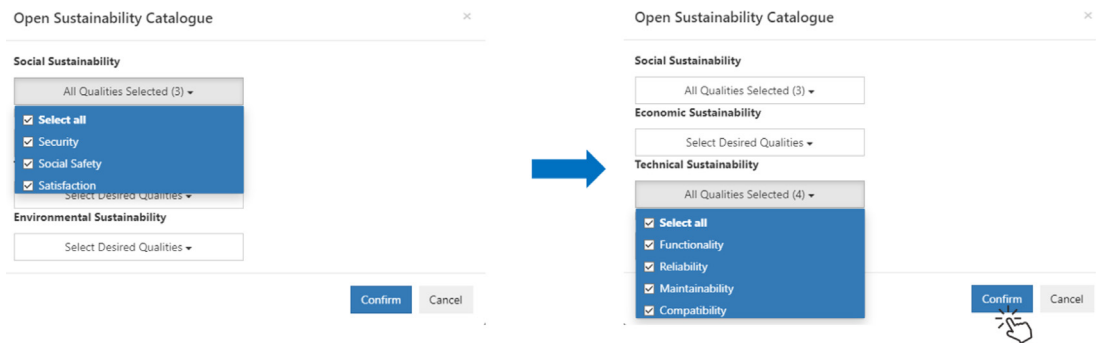 Open Sustainability Catalogue ×
Social Sustainability
All Qualities Selected (3)
Select all
Security
Social Safety
Satisfaction
Select Desired Qualities
Environmental Sustainability
Select Desired Qualities
Confirm Cancel
Open Sustainability Catalogue ×
Social Sustainability
All Qualities Selected (3)
Economic Sustainability
Select Desired Qualities
Technical Sustainability
All Qualities Selected (4)
Select all
Functionality
Reliability
Maintainability
Compatibility
Confirm Cancel